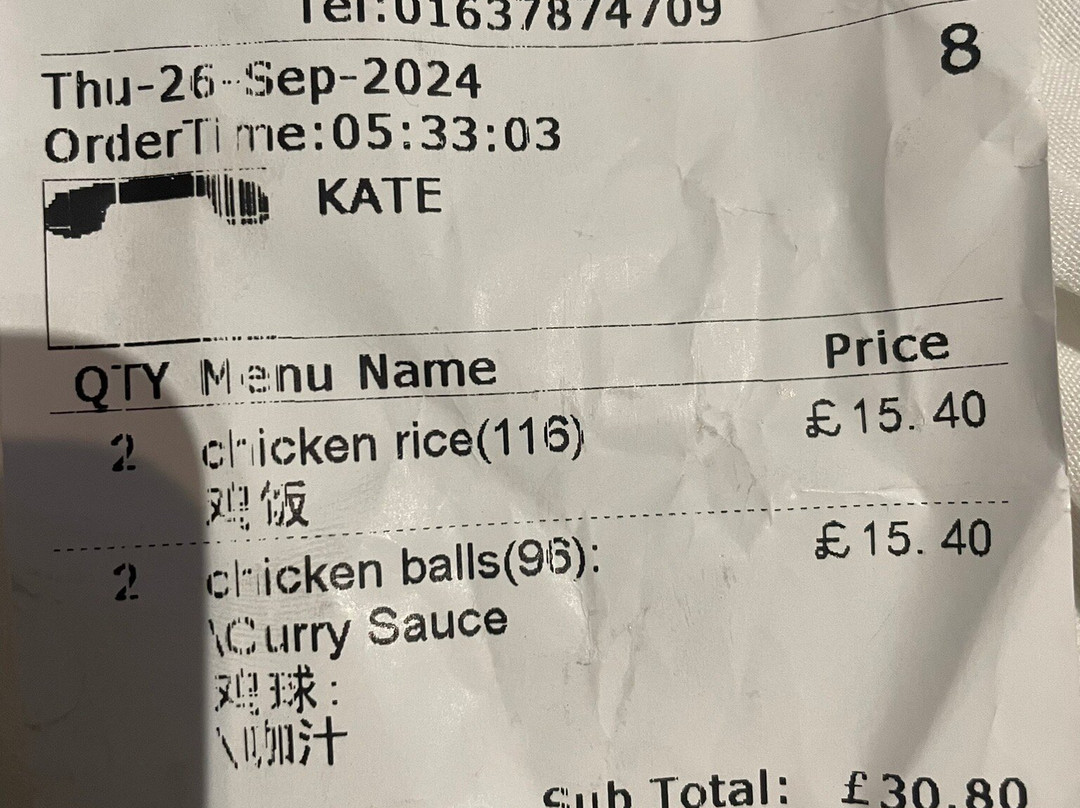 Tel:01637874709
8
Thu-26-Sep-2024
OrderTime:05:33:03
KATE
QTY Menu Name Price
2 chicken rice(116) £15.40
鸡饭
2 chicken balls(96): £15.40
\Curry Sauce
鸡球:
\咖汁
Sub Total: £30.80